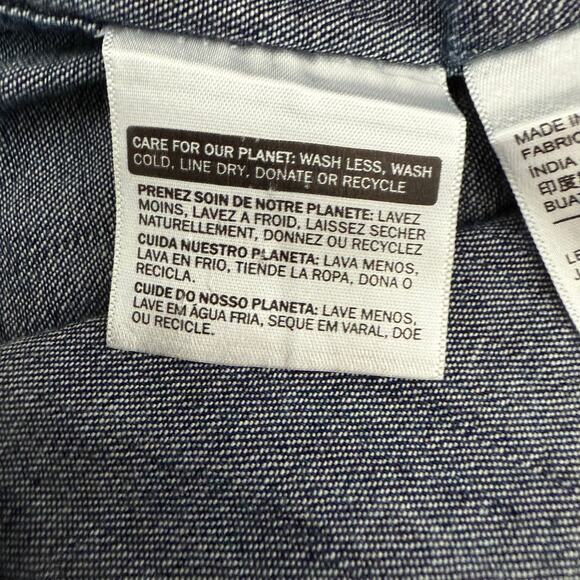 CARE FOR OUR PLANET: WASH LESS, WASH
COLD, LINE DRY, DONATE OR RECYCLE
PRENEZ SOIN DE NOTRE PLANETE: LAVEZ
MOINS, LAVEZ A FROID, LAISSEZ SECHER
NATURELLEMENT, DONNEZ OU RECYCLEZ
CUIDA NUESTRO PLANETA: LAVA MENOS,
LAVA EN FRIO, TIENDE LA ROPA, DONA O
RECICLA.
CUIDE DO NOSSO PLANETA: LAVE MENOS,
LAVE EM ÁGUA FRIA, SEQUE EM VARAL, DOE
OU RECICLE.
MADE IN
FABRIC
ÍNDIA
印度
BUA
LE